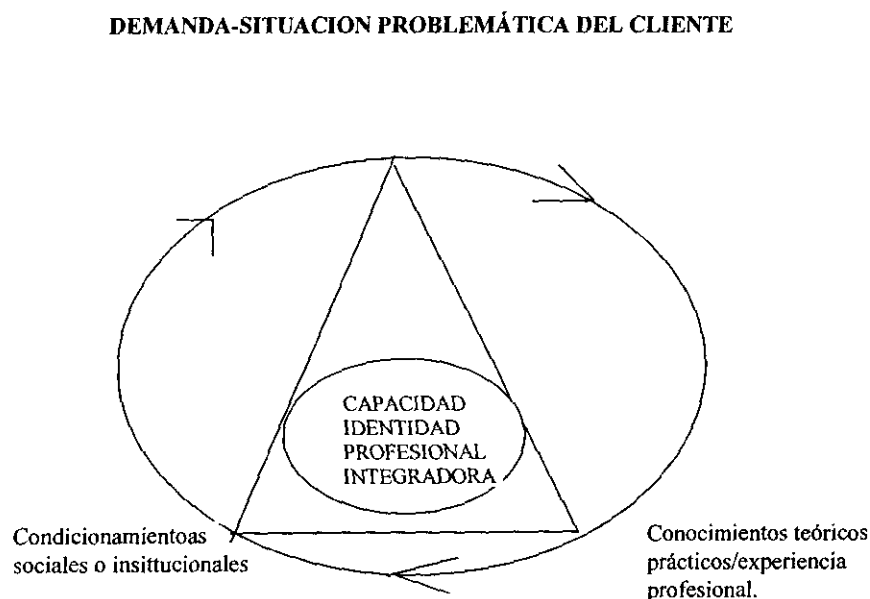 DEMANDA-SITUACION PROBLEMÁTICA DEL CLIENTE
CAPACIDAD
IDENTIDAD
PROFESIONAL
INTEGRADORA
Condicionamientoas
sociales o insittucionales
Conocimientos teóricos
prácticos/experiencia
profesional.